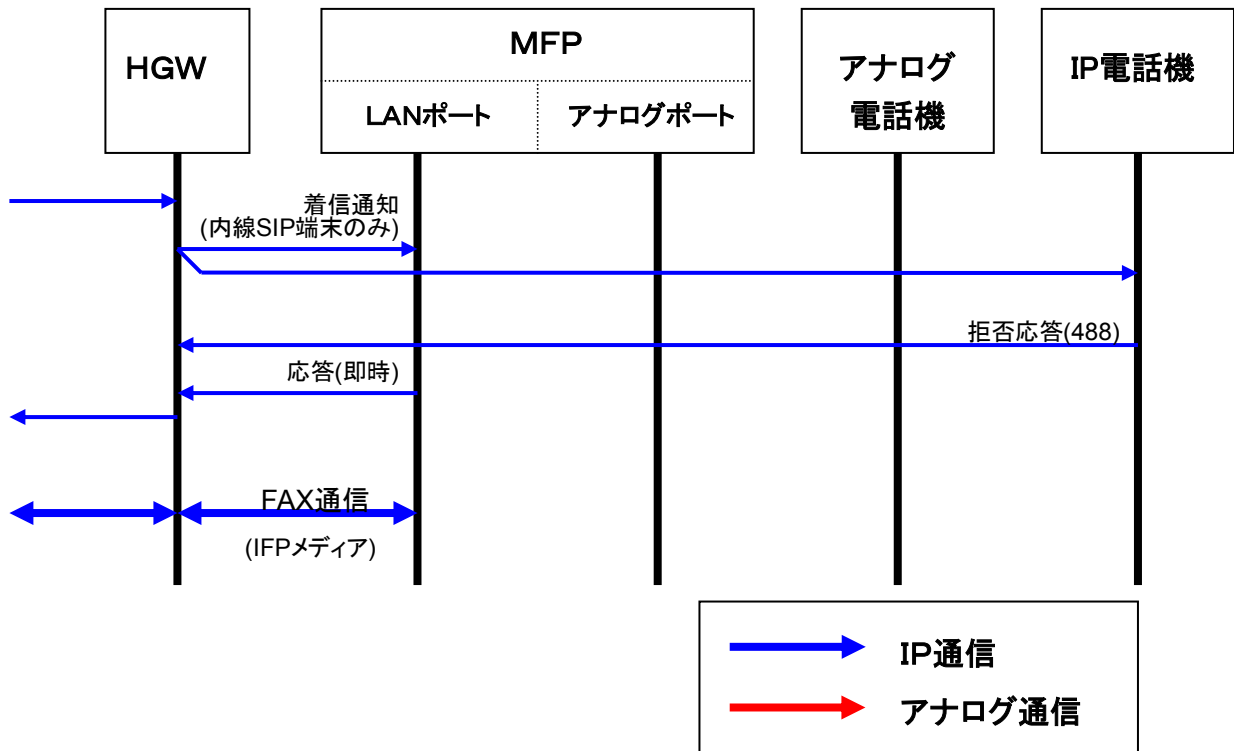 HGW
MFP
LANポート
アナログポート
アナログ
電話機
IP電話機
着信通知
(内線SIP端末のみ)
拒否応答(488)
応答(即時)
FAX通信
(IFPメディア)
IP通信
アナログ通信